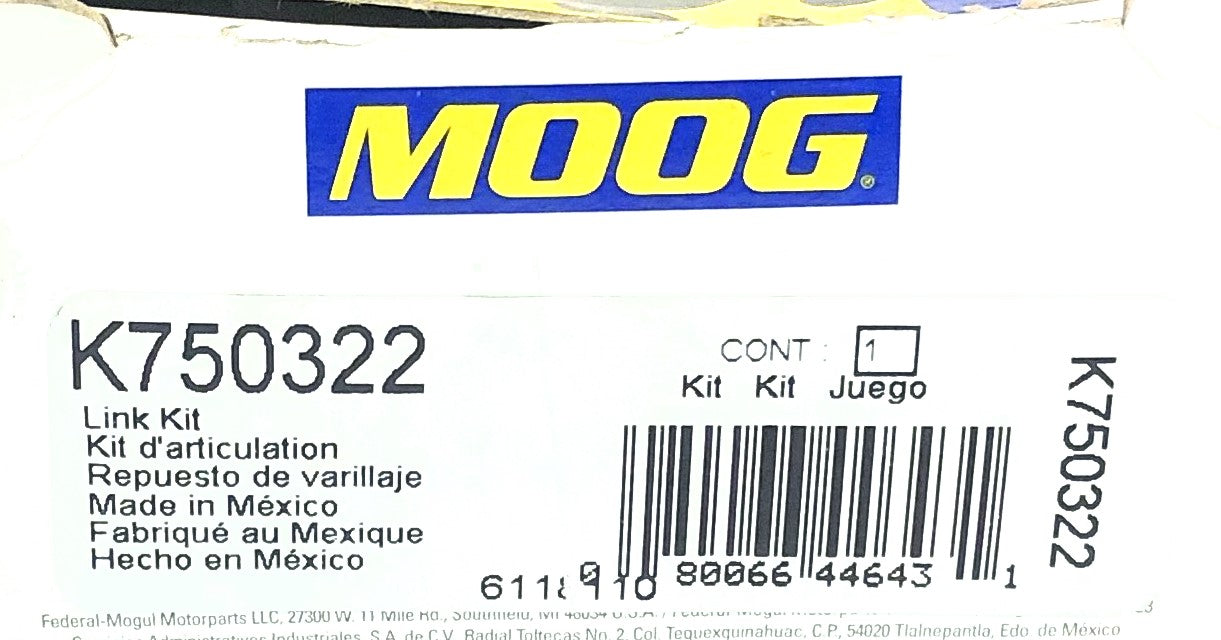 MOOG®
K750322
Link Kit
Kit d'articulation
Repuesto de varillaje
Made in México
Fabriqué au Mexique
Hecho en México
CONT : 1
Kit Kit Juego
0 80066 44643 1
K750322
Federal-Mogul Motorparts LLC, 27300 W. 11 Mile Rd., Southfield, MI 48034 U.S.A. /
Industriales, S.A. de C.V., Radial Toltecas No. 2, Col. Tequexquinahuac, C.P. 54020 Tlalnepantla, Edo. de México